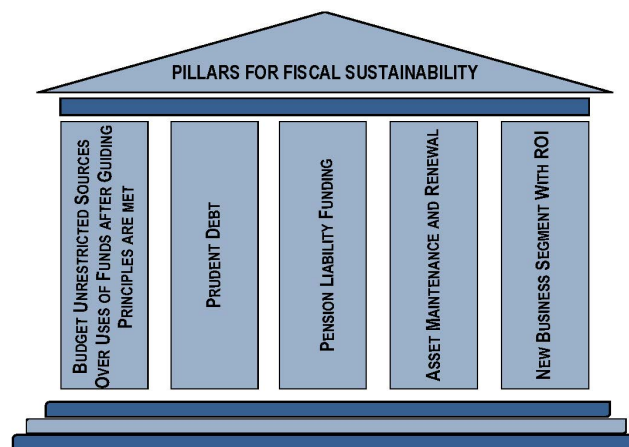 PILLARS FOR FISCAL SUSTAINABILITY
BUDGET UNRESTRICTED SOURCES
OVER USES OF FUNDS AFTER GUIDING
PRINCIPLES ARE MET
PRUDENT DEBT
PENSION LIABILITY FUNDING
ASSET MAINTENANCE AND RENEWAL
NEW BUSINESS SEGMENT WITH ROI